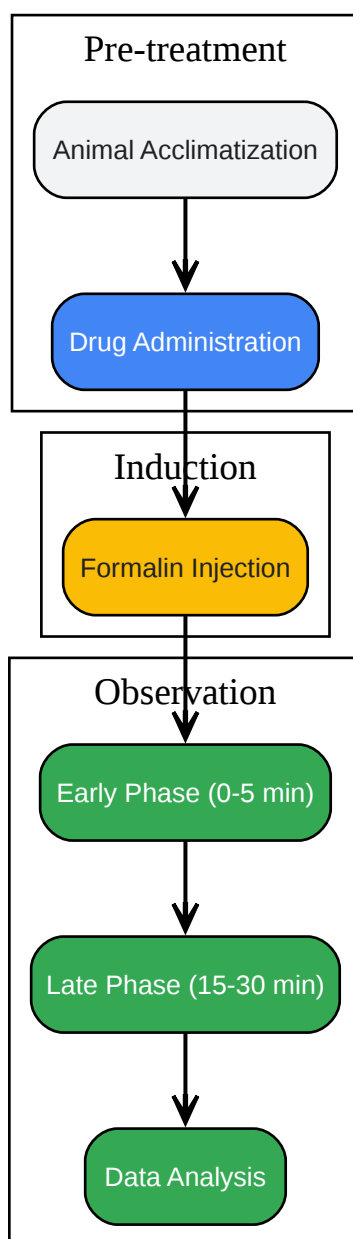 Pre-treatment
Animal Acclimatization
Drug Administration
Induction
Formalin Injection
Observation
Early Phase (0-5 min)
Late Phase (15-30 min)
Data Analysis